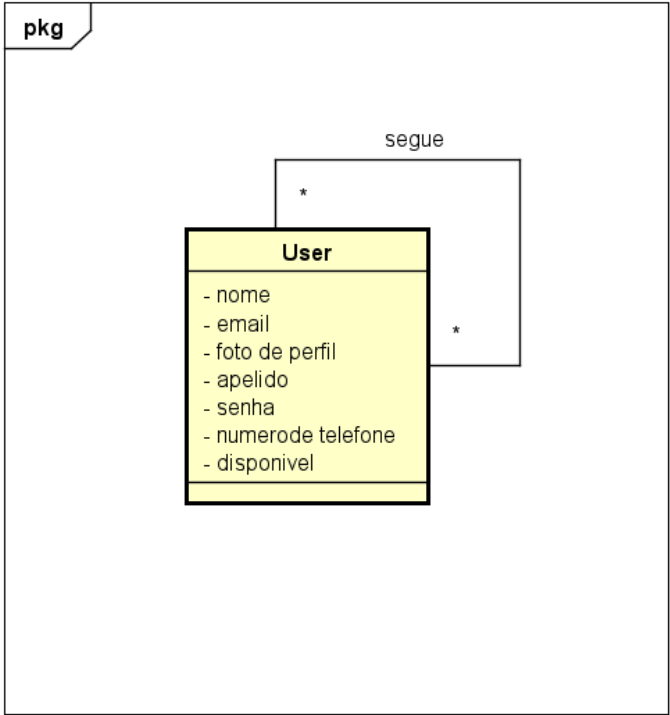 pkg
segue
*
User
- nome
- email
- foto de perfil
*
- apelido
- senha
- numerode telefone
- disponivel